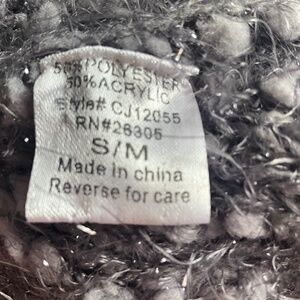 50%POLYESTER
50%ACRYLIC
Style# CJ12055
RN#26305
S/M
Made in china
Reverse for care